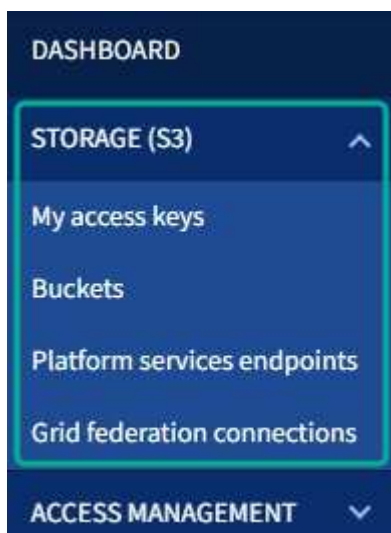 DASHBOARD
STORAGE (S3)
My access keys
Buckets
Platform services endpoints
Grid federation connections
ACCESS MANAGEMENT